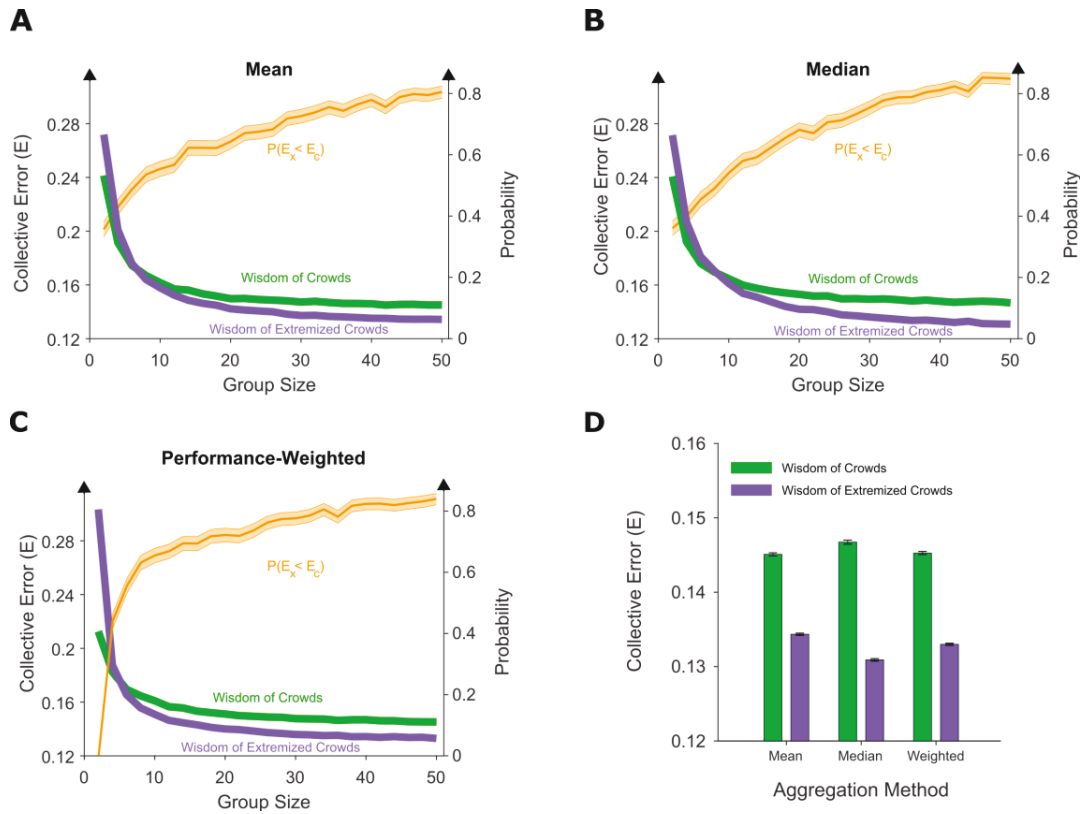 A
Mean
Collective Error (E)
0.28
0.24
0.2
0.16
0.12
0
10
20
30
40
50
Group Size
0.8
0.6
0.4
0.2
0
Probability
P(Eₓ< E꜀)
Wisdom of Crowds
Wisdom of Extremized Crowds
B
Median
Collective Error (E)
0.28
0.24
0.2
0.16
0.12
0
10
20
30
40
50
Group Size
0.8
0.6
0.4
0.2
0
Probability
P(Eₓ< E꜀)
Wisdom of Crowds
Wisdom of Extremized Crowds
C
Performance-Weighted
Collective Error (E)
0.28
0.24
0.2
0.16
0.12
0
10
20
30
40
50
Group Size
0.8
0.6
0.4
0.2
0
Probability
P(Eₓ< E꜀)
Wisdom of Crowds
Wisdom of Extremized Crowds
D
Collective Error (E)
0.16
0.15
0.14
0.13
0.12
Wisdom of Crowds
Wisdom of Extremized Crowds
Mean
Median
Weighted
Aggregation Method